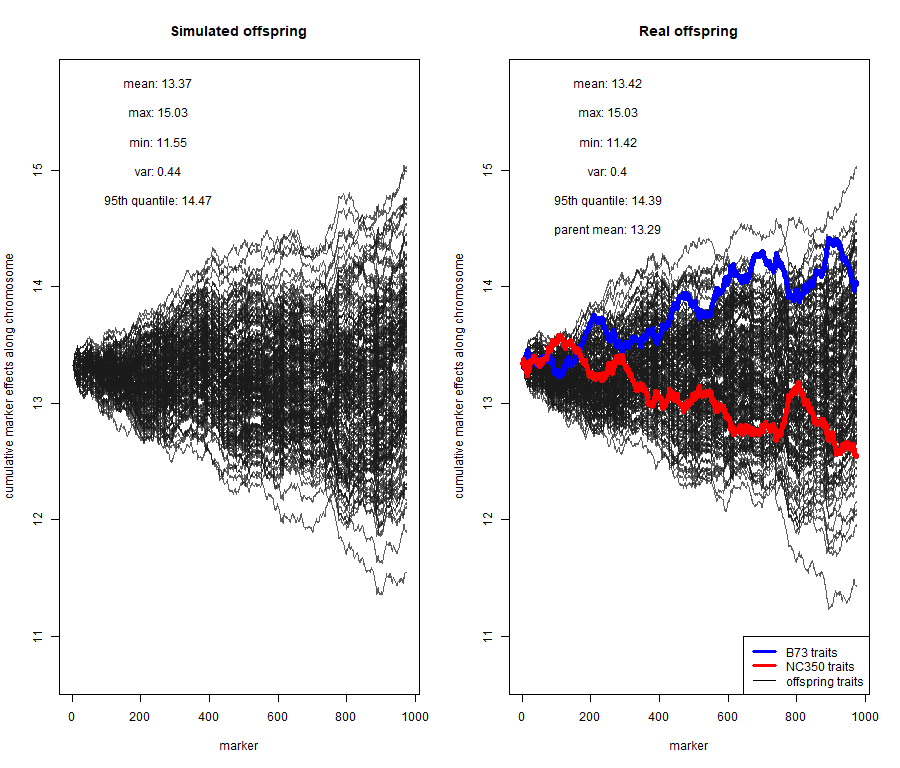 Simulated offspring
mean: 13.37
max: 15.03
min: 11.55
var: 0.44
95th quantile: 14.47
cumulative marker effects along chromosome
15
14
13
12
11
0 200 400 600 800 1000
marker
Real offspring
mean: 13.42
max: 15.03
min: 11.42
var: 0.4
95th quantile: 14.39
parent mean: 13.29
cumulative marker effects along chromosome
15
14
13
12
11
B73 traits
NC350 traits
offspring traits
0 200 400 600 800 1000
marker